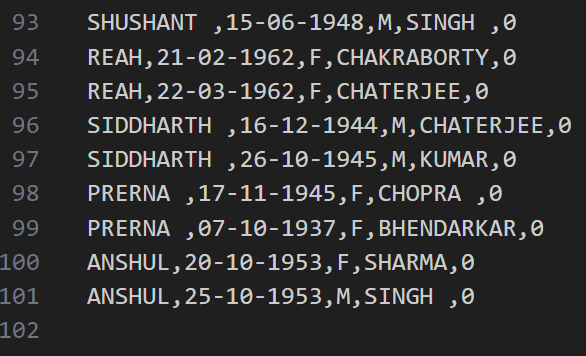 93 SHUSHANT ,15-06-1948,M,SINGH ,0
94 REAH,21-02-1962,F,CHAKRABORTY,0
95 REAH,22-03-1962,F,CHATERJEE,0
96 SIDDHARTH ,16-12-1944,M,CHATERJEE,0
97 SIDDHARTH ,26-10-1945,M,KUMAR,0
98 PRERNA ,17-11-1945,F,CHOPRA ,0
99 PRERNA ,07-10-1937,F,BHENDARKAR,0
100 ANSHUL,20-10-1953,F,SHARMA,0
101 ANSHUL,25-10-1953,M,SINGH ,0
102